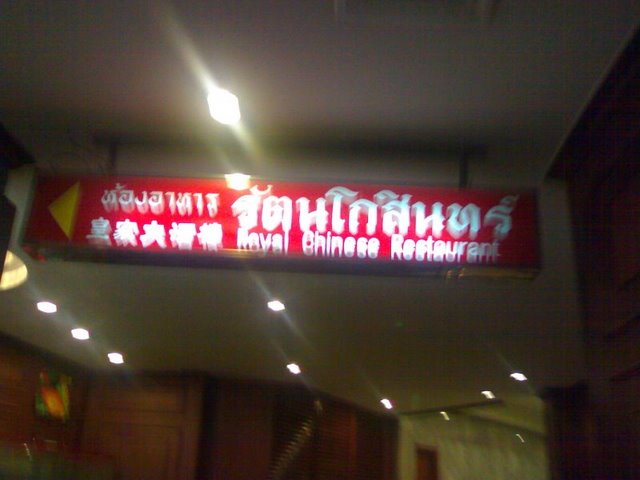 ห้องอาหาร รัตนโกสินทร์
皇家大酒楼 Royal Chinese Restaurant